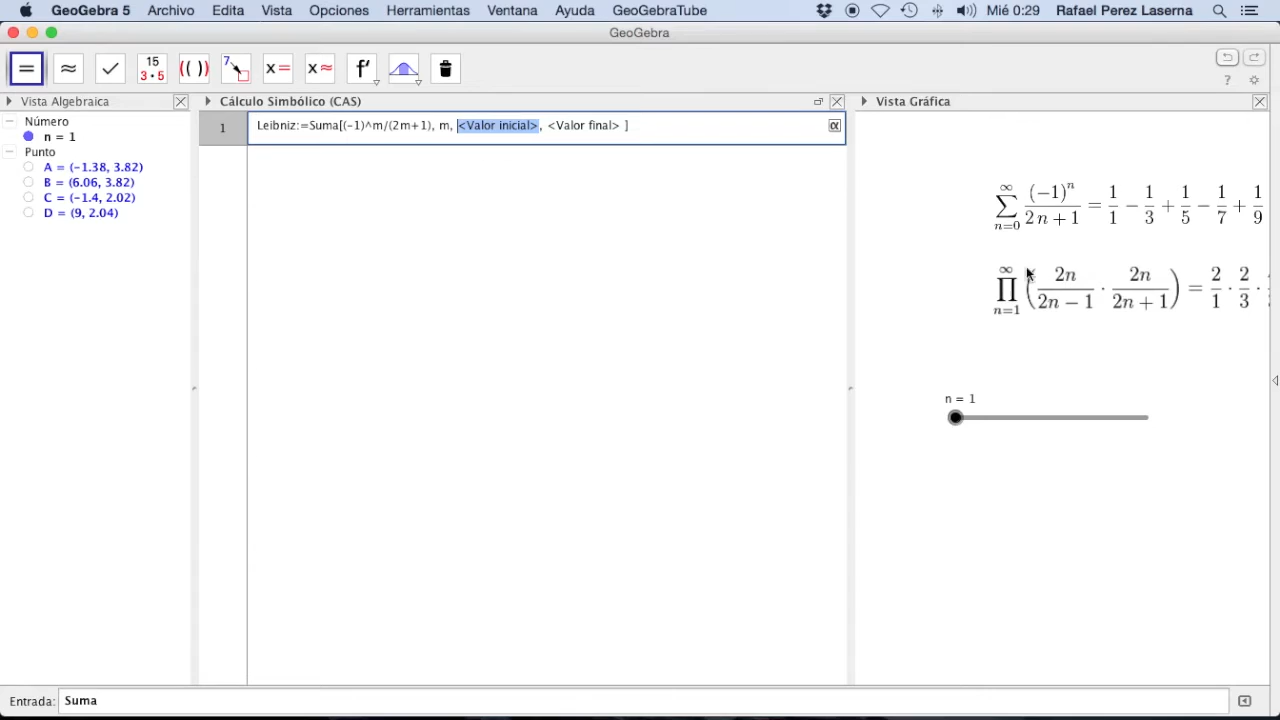 GeoGebra 5 Archivo Edita Vista Opciones Herramientas Ventana Ayuda GeoGebraTube Mié 0:29 Rafael Perez Laserna
GeoGebra
= ≈ ✓ 15 3·5 (( )) 7 x= x≈ f′
?
Vista Algebraica
Cálculo Simbólico (CAS)
Vista Gráfica
Número
n = 1
Punto
A = (-1.38, 3.82)
B = (6.06, 3.82)
C = (-1.4, 2.02)
D = (9, 2.04)
1 Leibniz:=Suma[(-1)^m/(2m+1), m, <Valor inicial>, <Valor final> ] α
∞ ∑ n=0 (−1)^n / 2 n + 1 = 1/1 − 1/3 + 1/5 − 1/7 + 1/9
∞ ∏ n=1 ( 2n / 2n − 1 · 2n / 2n + 1 ) = 2/1 · 2/3 ·
n = 1
Entrada: Suma